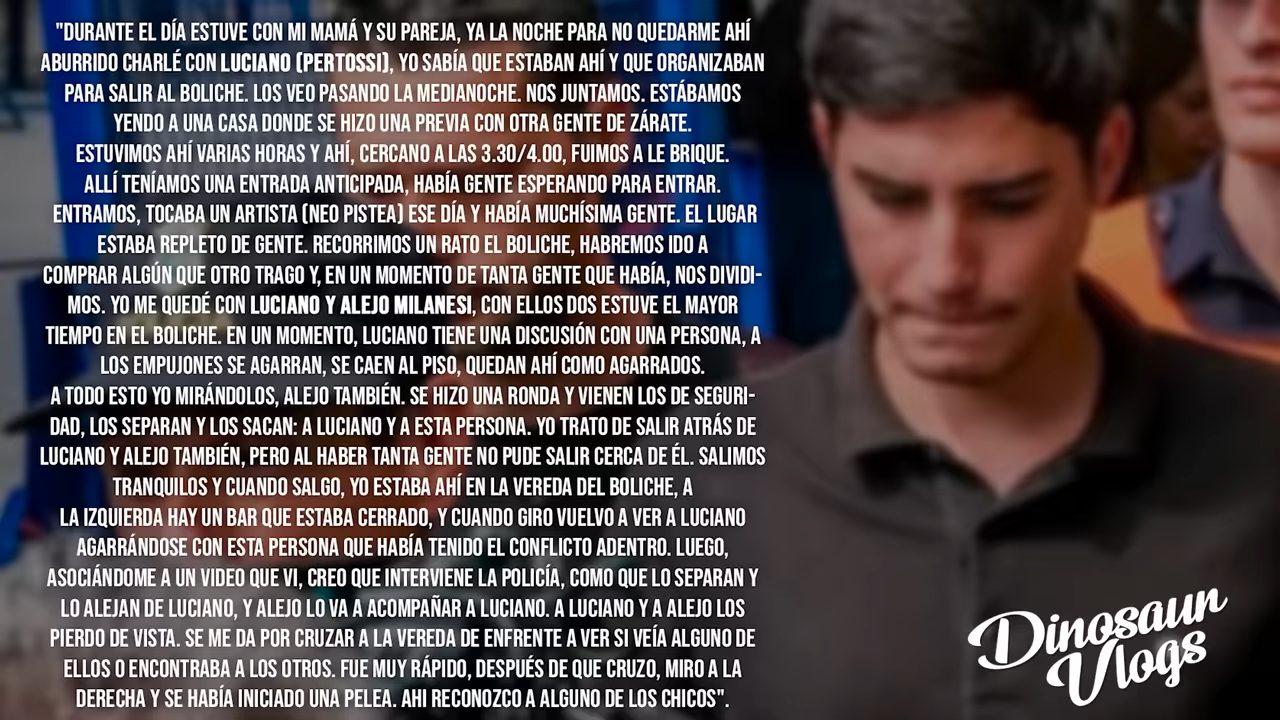 "DURANTE EL DÍA ESTUVE CON MI MAMÁ Y SU PAREJA, YA LA NOCHE PARA NO QUEDARME AHÍ
ABURRIDO CHARLÉ CON LUCIANO (PERTOSSI), YO SABÍA QUE ESTABAN AHÍ Y QUE ORGANIZABAN
PARA SALIR AL BOLICHE. LOS VEO PASANDO LA MEDIANOCHE. NOS JUNTAMOS. ESTÁBAMOS
YENDO A UNA CASA DONDE SE HIZO UNA PREVIA CON OTRA GENTE DE ZÁRATE.
ESTUVIMOS AHÍ VARIAS HORAS Y AHÍ, CERCANO A LAS 3.30/4.00, FUIMOS A LE BRIQUE.
ALLÍ TENÍAMOS UNA ENTRADA ANTICIPADA, HABÍA GENTE ESPERANDO PARA ENTRAR.
ENTRAMOS, TOCABA UN ARTISTA (NEO PISTEA) ESE DÍA Y HABÍA MUCHÍSIMA GENTE. EL LUGAR
ESTABA REPLETO DE GENTE. RECORRIMOS UN RATO EL BOLICHE, HABREMOS IDO A
COMPRAR ALGÚN QUE OTRO TRAGO Y, EN UN MOMENTO DE TANTA GENTE QUE HABÍA, NOS DIVIDI-
MOS. YO ME QUEDÉ CON LUCIANO Y ALEJO MILANESI, CON ELLOS DOS ESTUVE EL MAYOR
TIEMPO EN EL BOLICHE. EN UN MOMENTO, LUCIANO TIENE UNA DISCUSIÓN CON UNA PERSONA, A
LOS EMPUJONES SE AGARRAN, SE CAEN AL PISO, QUEDAN AHÍ COMO AGARRADOS.
A TODO ESTO YO MIRÁNDOLOS, ALEJO TAMBIÉN. SE HIZO UNA RONDA Y VIENEN LOS DE SEGURI-
DAD, LOS SEPARAN Y LOS SACAN: A LUCIANO Y A ESTA PERSONA. YO TRATO DE SALIR ATRÁS DE
LUCIANO Y ALEJO TAMBIÉN, PERO AL HABER TANTA GENTE NO PUDE SALIR CERCA DE ÉL. SALIMOS
TRANQUILOS Y CUANDO SALGO, YO ESTABA AHÍ EN LA VEREDA DEL BOLICHE, A
LA IZQUIERDA HAY UN BAR QUE ESTABA CERRADO, Y CUANDO GIRO VUELVO A VER A LUCIANO
AGARRÁNDOSE CON ESTA PERSONA QUE HABÍA TENIDO EL CONFLICTO ADENTRO. LUEGO,
ASOCIÁNDOME A UN VIDEO QUE VI, CREO QUE INTERVIENE LA POLICÍA, COMO QUE LO SEPARAN Y
LO ALEJAN DE LUCIANO, Y ALEJO LO VA A ACOMPAÑAR A LUCIANO. A LUCIANO Y A ALEJO LOS
PIERDO DE VISTA. SE ME DA POR CRUZAR A LA VEREDA DE ENFRENTE A VER SI VEÍA ALGUNO DE
ELLOS O ENCONTRABA A LOS OTROS. FUE MUY RÁPIDO, DESPUÉS DE QUE CRUZO, MIRO A LA
DERECHA Y SE HABÍA INICIADO UNA PELEA. AHI RECONOZCO A ALGUNO DE LOS CHICOS".
Dinosaun
Vlogs